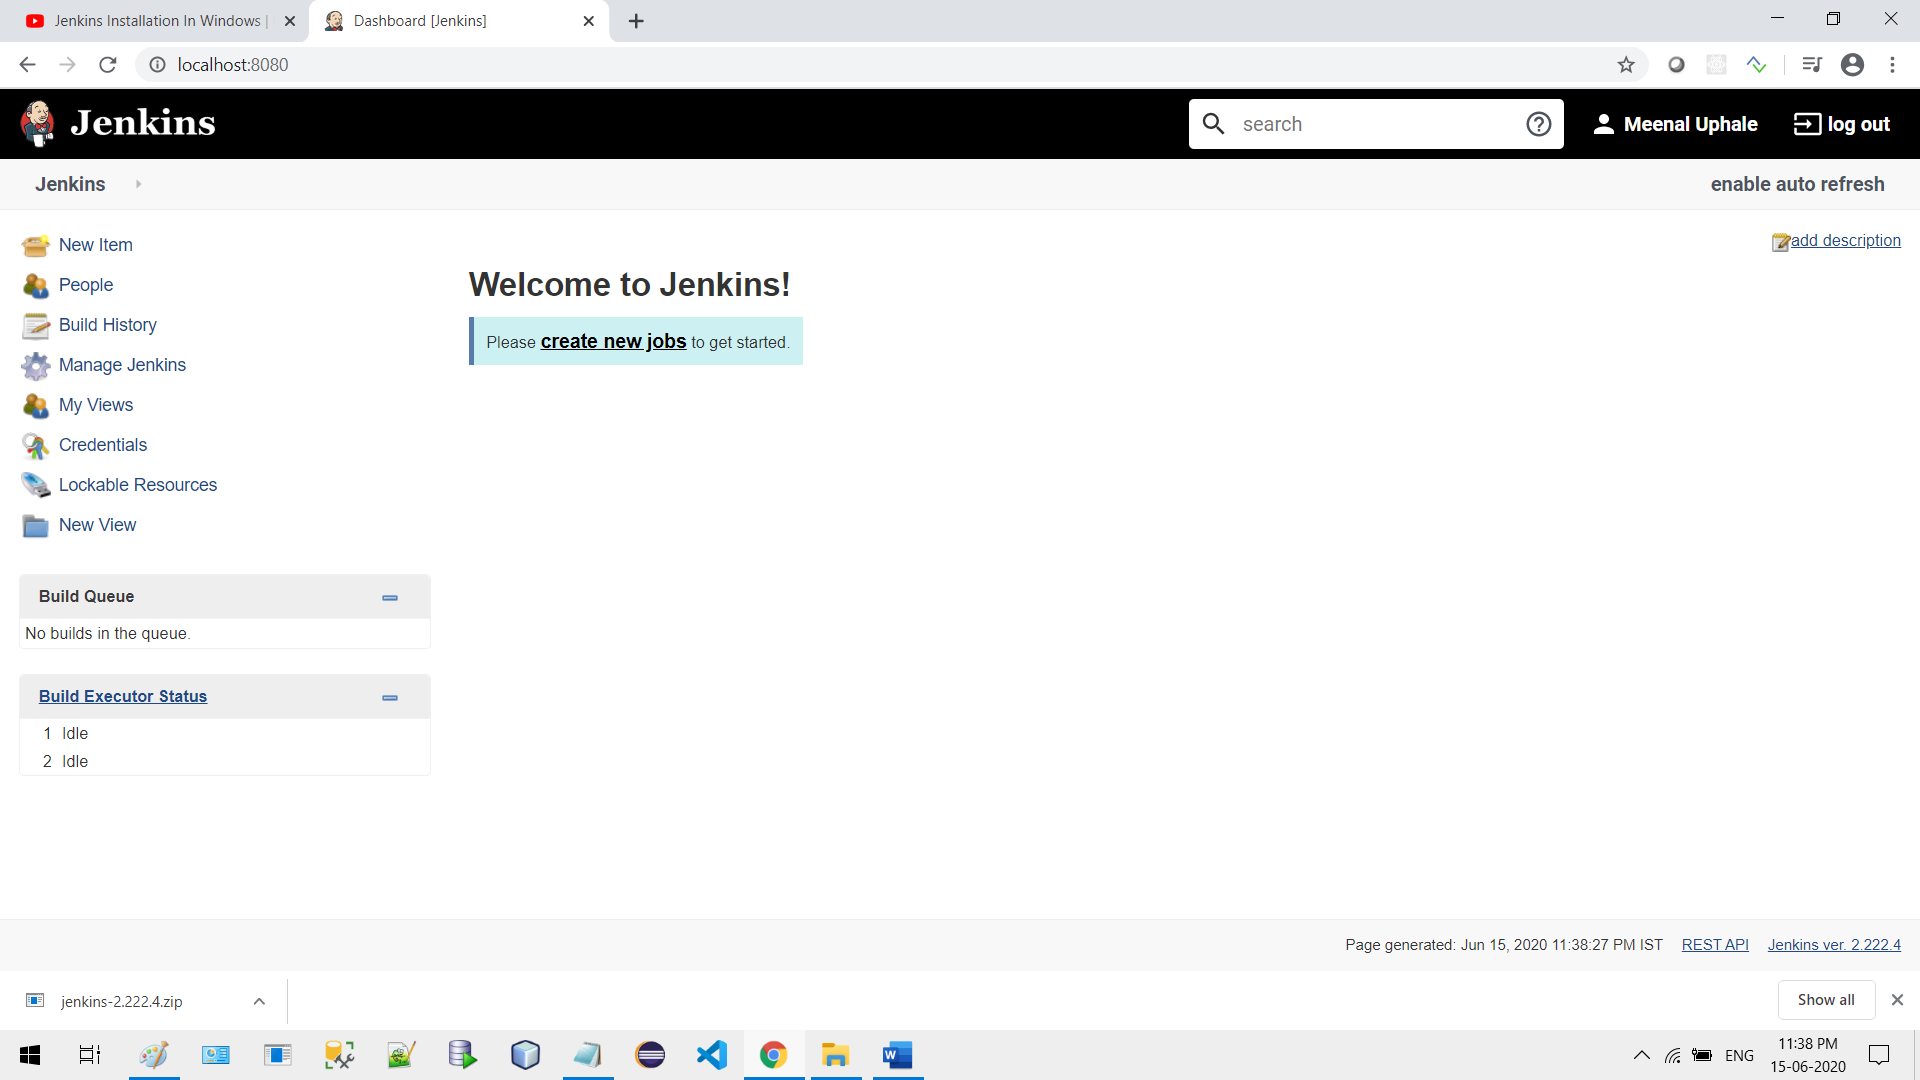 Jenkins Installation In Windows |
Dashboard [Jenkins]
localhost:8080
Jenkins
search
Meenal Uphale
log out
Jenkins
enable auto refresh
New Item
People
Build History
Manage Jenkins
My Views
Credentials
Lockable Resources
New View
add description
Welcome to Jenkins!
Please create new jobs to get started.
Build Queue
No builds in the queue.
Build Executor Status
1 Idle
2 Idle
Page generated: Jun 15, 2020 11:38:27 PM IST
REST API
Jenkins ver. 2.222.4
jenkins-2.222.4.zip
Show all
ENG
11:38 PM
15-06-2020